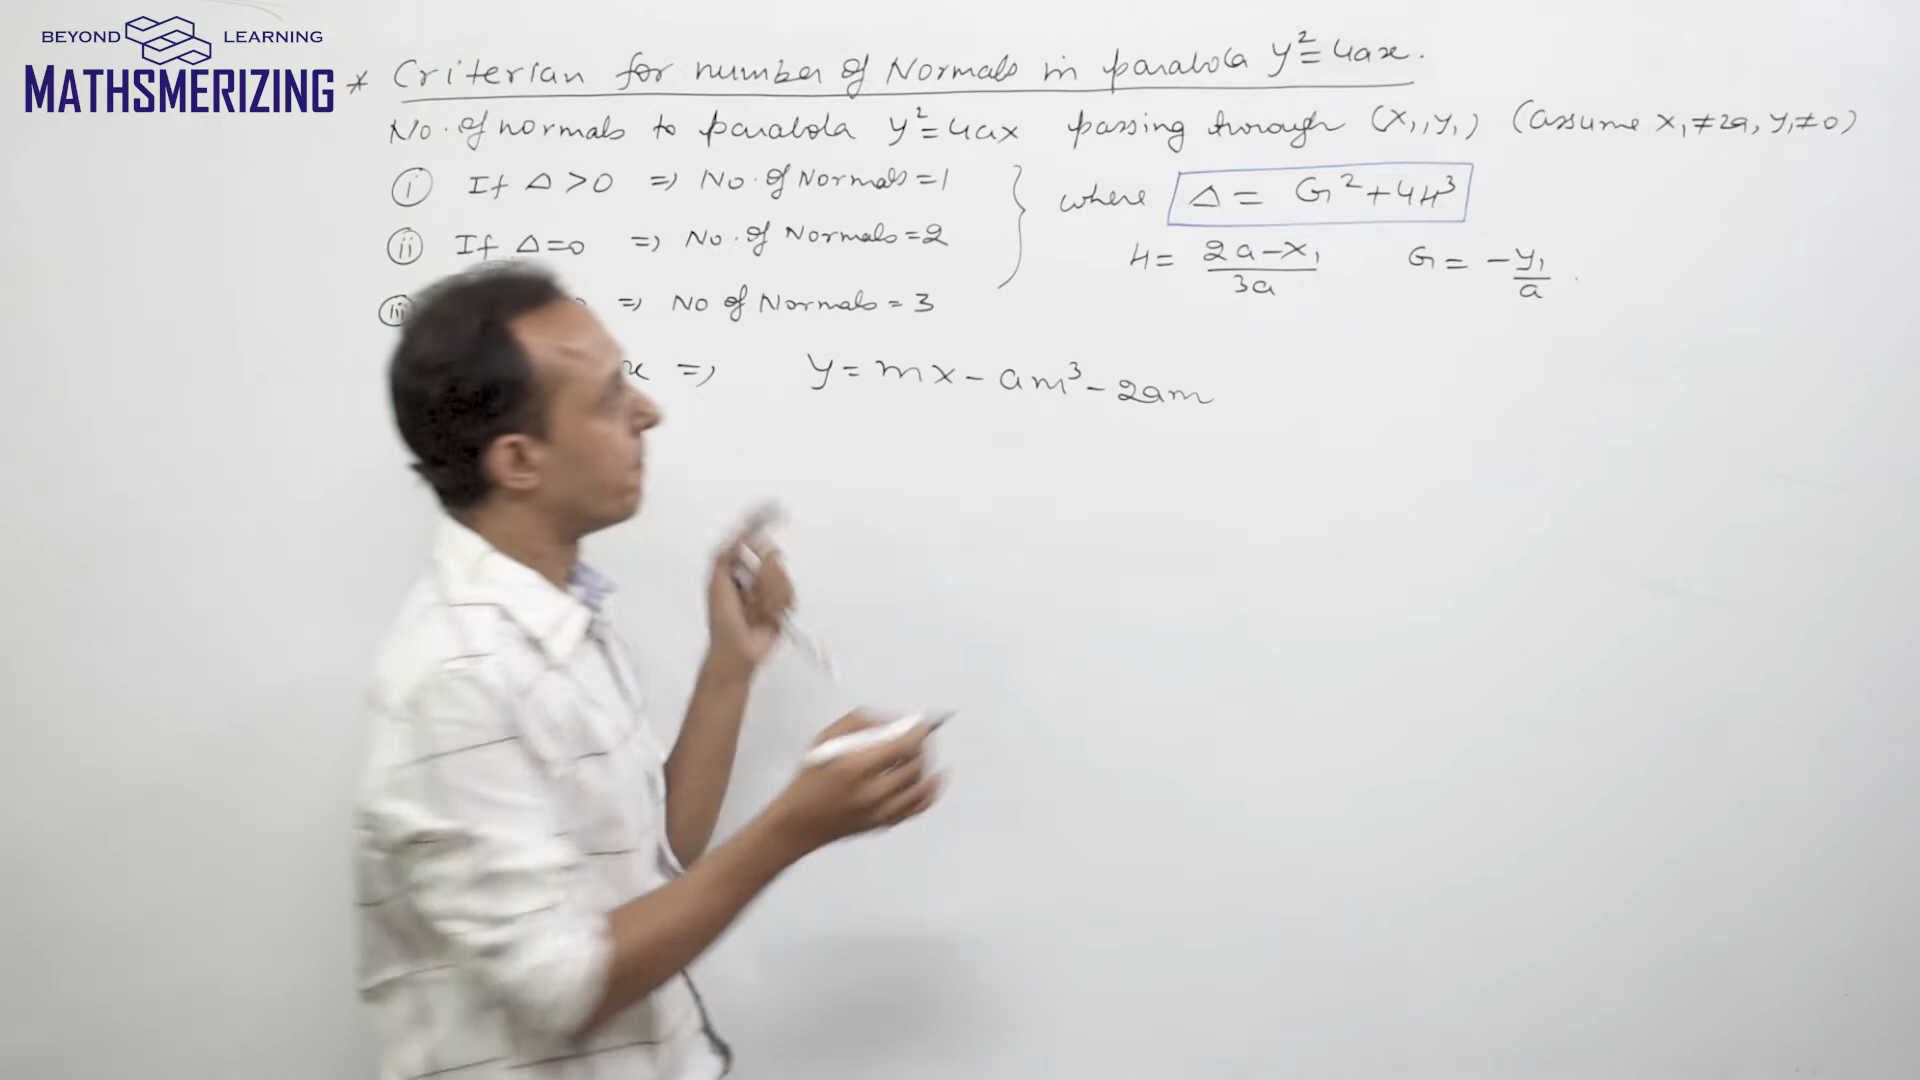 BEYOND LEARNING
MATHSMERIZING
* Criterian for number of Normals in parabola y²=4ax.
No. of normals to parabola y²=4ax passing through (x₁,y₁) (assume x₁≠2a, y₁≠0)
(i) If Δ>0 => No. of Normals=1
where Δ= G²+4H³
(ii) If Δ=0 => No. of Normals=2
H= (2a-x₁)/3a G= -y₁/a
(iii) => No of Normals=3
x => y=mx-am³-2am